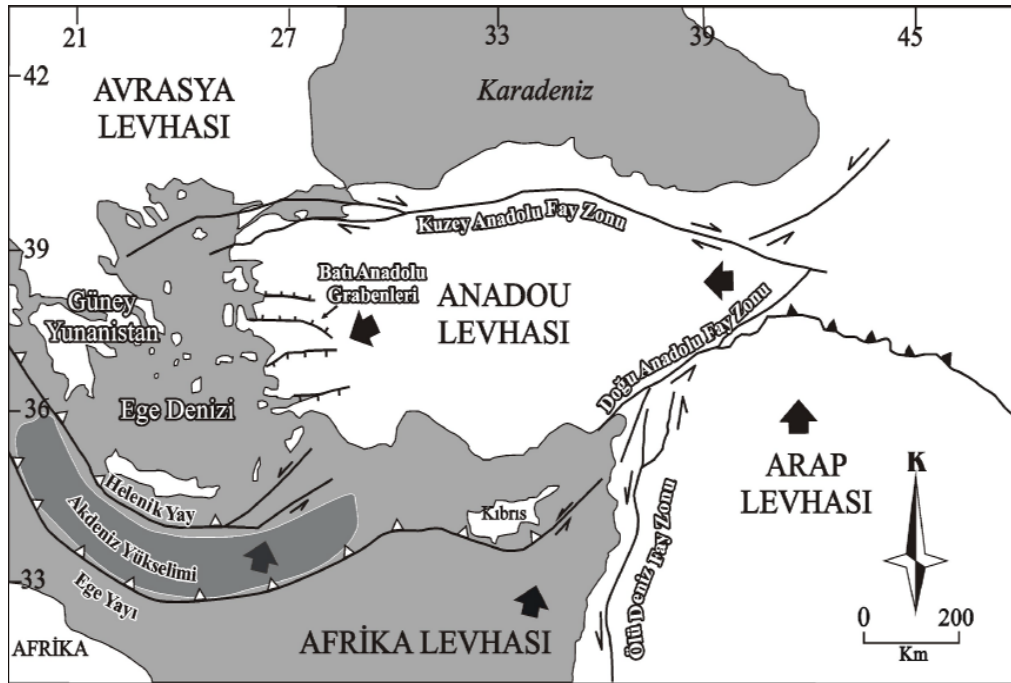 21
27
33
39
45
42
39
36
33
AVRASYA
LEVHASI
Karadeniz
Kuzey Anadolu Fay Zonu
Batı Anadolu
Grabenleri
ANADOU
LEVHASI
Güney
Yunanistan
Ege Denizi
Doğu Anadolu Fay Zonu
ARAP
LEVHASI
K
Helenik Yay
Akdeniz Yükselimi
Ege Yayı
Kıbrıs
Ölü Deniz Fay Zonu
AFRİKA LEVHASI
AFRİKA
0
200
Km